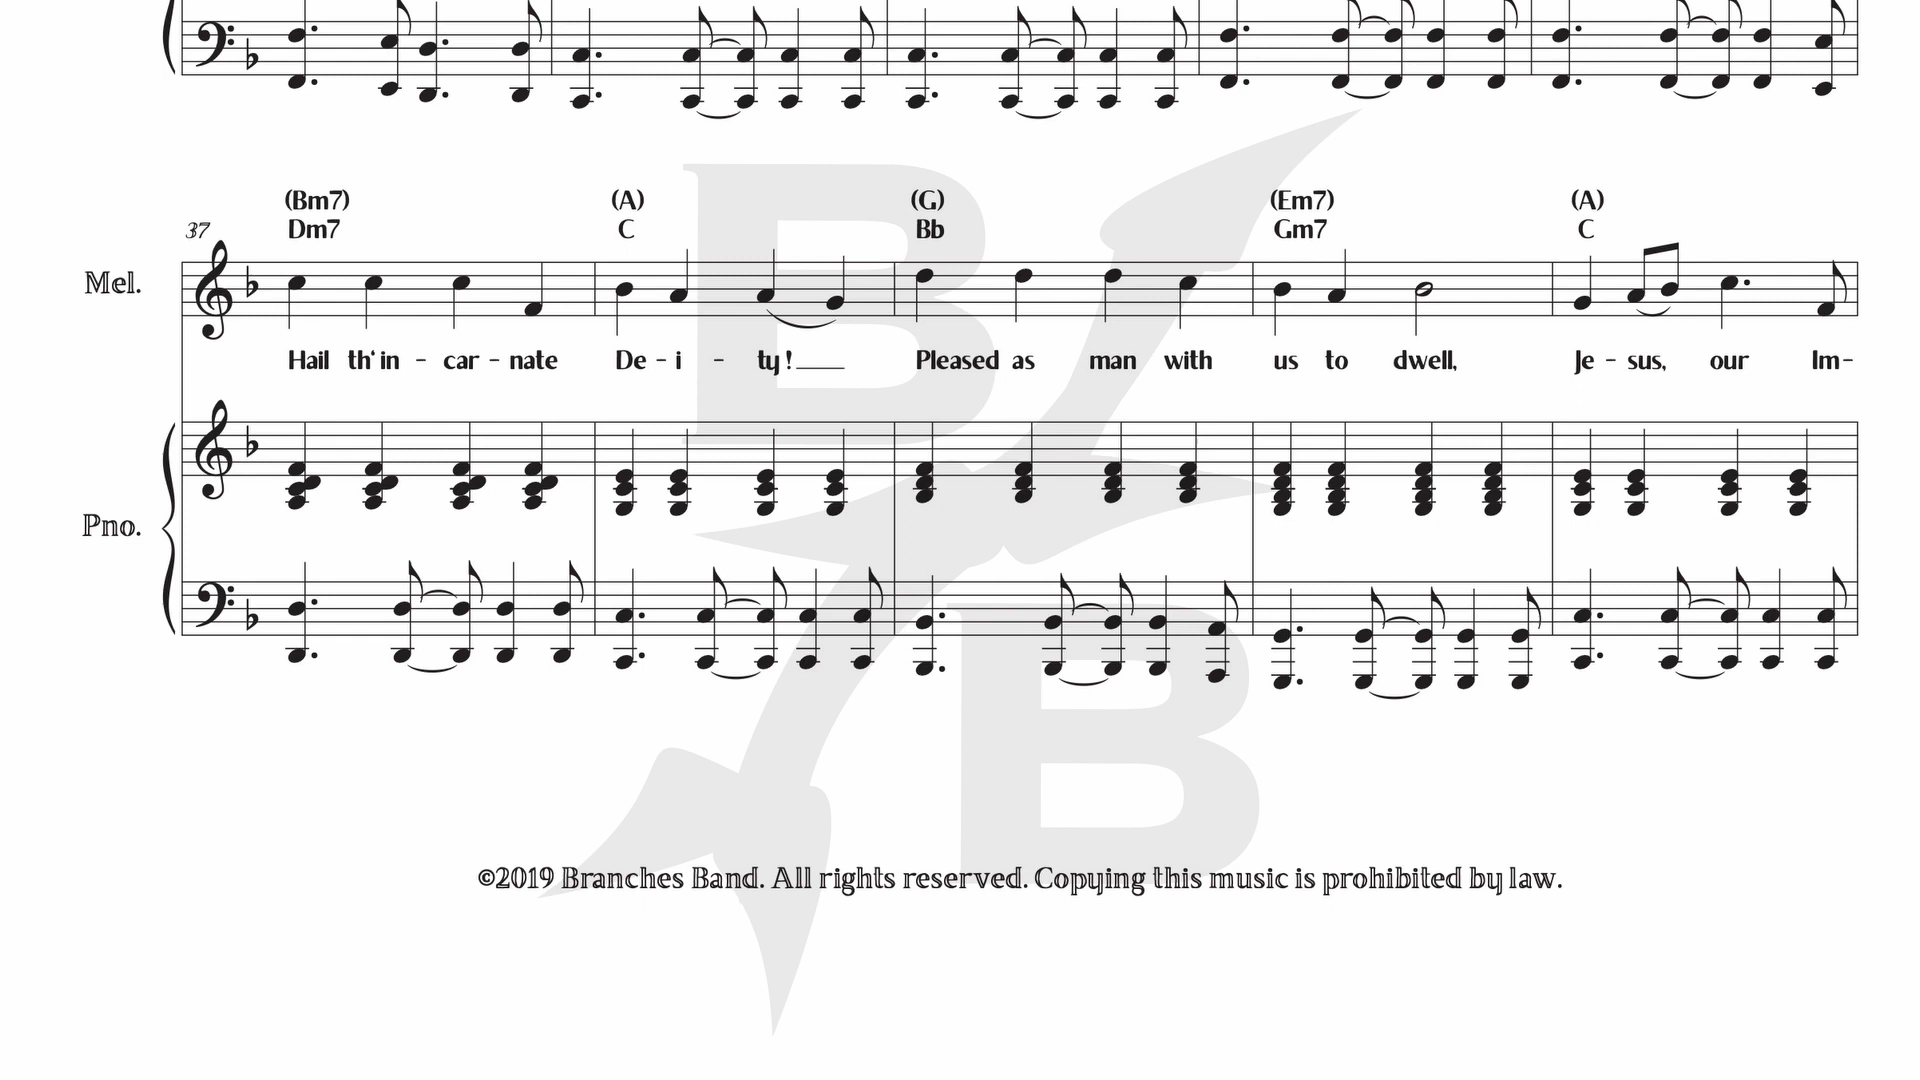 (Bm7) (A) (G) (Em7) (A)
37 Dm7 C Bb Gm7 C
Mel.
Hail th‘ in - car - nate De - i - ty! Pleased as man with us to dwell, Je - sus, our Im-
Pno.
B
B
©2019 Branches Band. All rights reserved. Copying this music is prohibited by law.